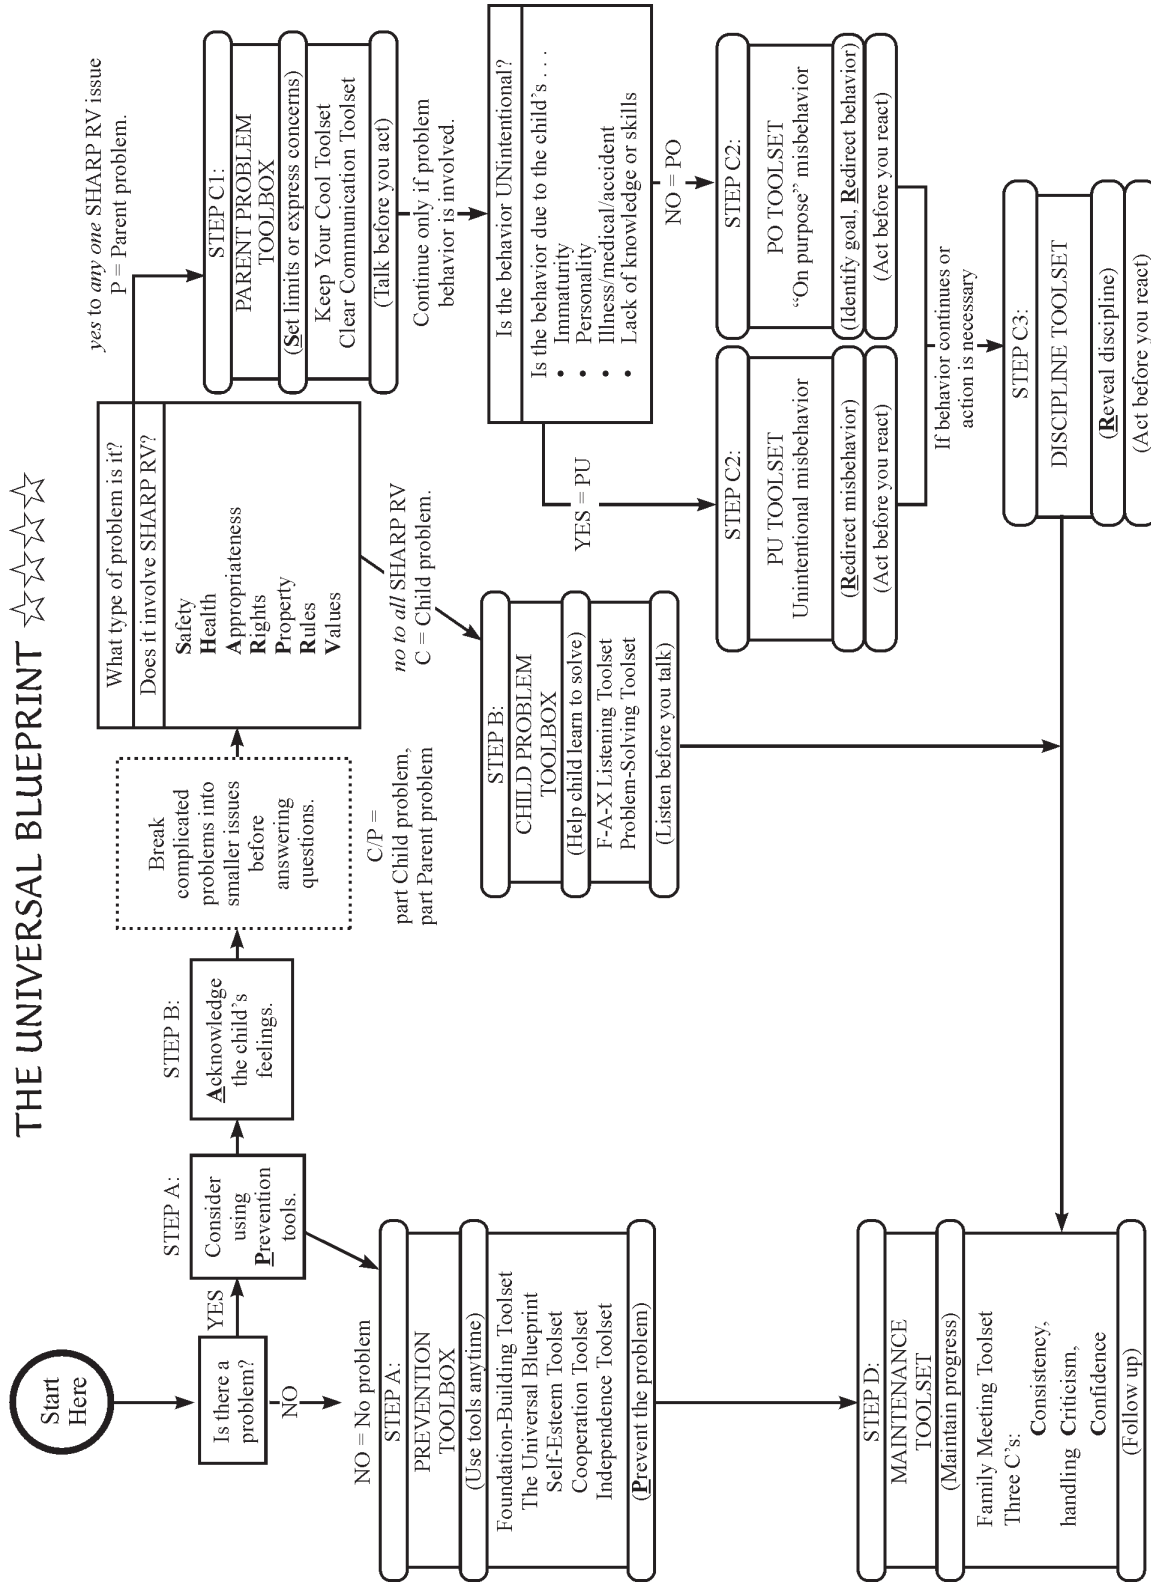 THE UNIVERSAL BLUEPRINT ☆☆☆☆
Start
Here
Is there a
problem?
YES
NO
NO = No problem
STEP A:
Consider
using
Prevention
tools.
STEP B:
Acknowledge
the child's
feelings.
Break
complicated
problems into
smaller issues
before
answering
questions.
C/P =
part Child problem,
part Parent problem
What type of problem is it?
Does it involve SHARP RV?
Safety
Health
Appropriateness
Rights
Property
Rules
Values
yes to any one SHARP RV issue
P = Parent problem.
no to all SHARP RV
C = Child problem.
STEP A:
PREVENTION
TOOLBOX
(Use tools anytime)
Foundation-Building Toolset
The Universal Blueprint
Self-Esteem Toolset
Cooperation Toolset
Independence Toolset
(Prevent the problem)
STEP B:
CHILD PROBLEM
TOOLBOX
(Help child learn to solve)
F-A-X Listening Toolset
Problem-Solving Toolset
(Listen before you talk)
STEP C1:
PARENT PROBLEM
TOOLBOX
(Set limits or express concerns)
Keep Your Cool Toolset
Clear Communication Toolset
(Talk before you act)
Continue only if problem
behavior is involved.
Is the behavior UNintentional?
Is the behavior due to the child's . . .
• Immaturity
• Personality
• Illness/medical/accident
• Lack of knowledge or skills
YES = PU
NO = PO
STEP C2:
PU TOOLSET
Unintentional misbehavior
(Redirect misbehavior)
(Act before you react)
STEP C2:
PO TOOLSET
“On purpose” misbehavior
(Identify goal, Redirect behavior)
(Act before you react)
If behavior continues or
action is necessary
STEP C3:
DISCIPLINE TOOLSET
(Reveal discipline)
(Act before you react)
STEP D:
MAINTENANCE
TOOLSET
(Maintain progress)
Family Meeting Toolset
Three C's:
Consistency,
handling Criticism,
Confidence
(Follow up)